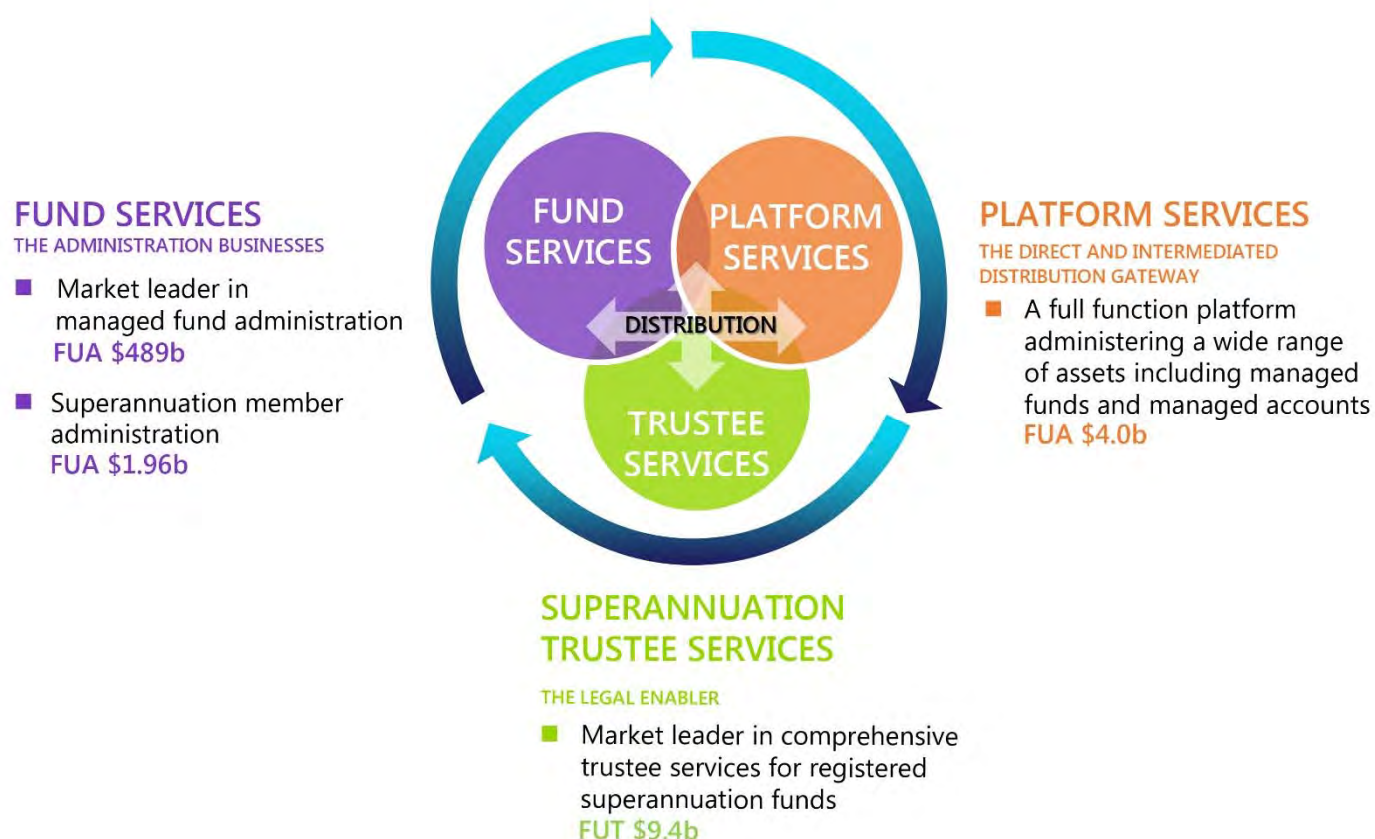 FUND SERVICES
THE ADMINISTRATION BUSINESSES
■ Market leader in
managed fund administration
FUA $489b
■ Superannuation member
administration
FUA $1.96b
FUND
SERVICES
PLATFORM
SERVICES
DISTRIBUTION
TRUSTEE
SERVICES
PLATFORM SERVICES
THE DIRECT AND INTERMEDIATED
DISTRIBUTION GATEWAY
■ A full function platform
administering a wide range
of assets including managed
funds and managed accounts
FUA $4.0b
SUPERANNUATION
TRUSTEE SERVICES
THE LEGAL ENABLER
■ Market leader in comprehensive
trustee services for registered
superannuation funds
FUT $9.4b